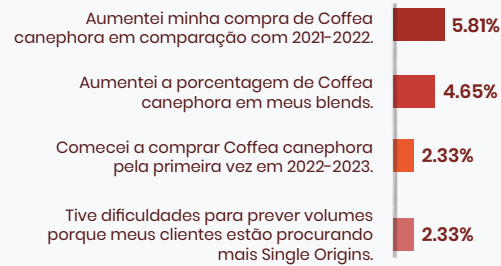 Aumentei minha compra de Coffea
canephora em comparação com 2021-2022.
5.81%
Aumentei a porcentagem de Coffea
canephora em meus blends.
4.65%
Comecei a comprar Coffea canephora
pela primeira vez em 2022-2023.
2.33%
Tive dificuldades para prever volumes
porque meus clientes estão procurando
mais Single Origins.
2.33%